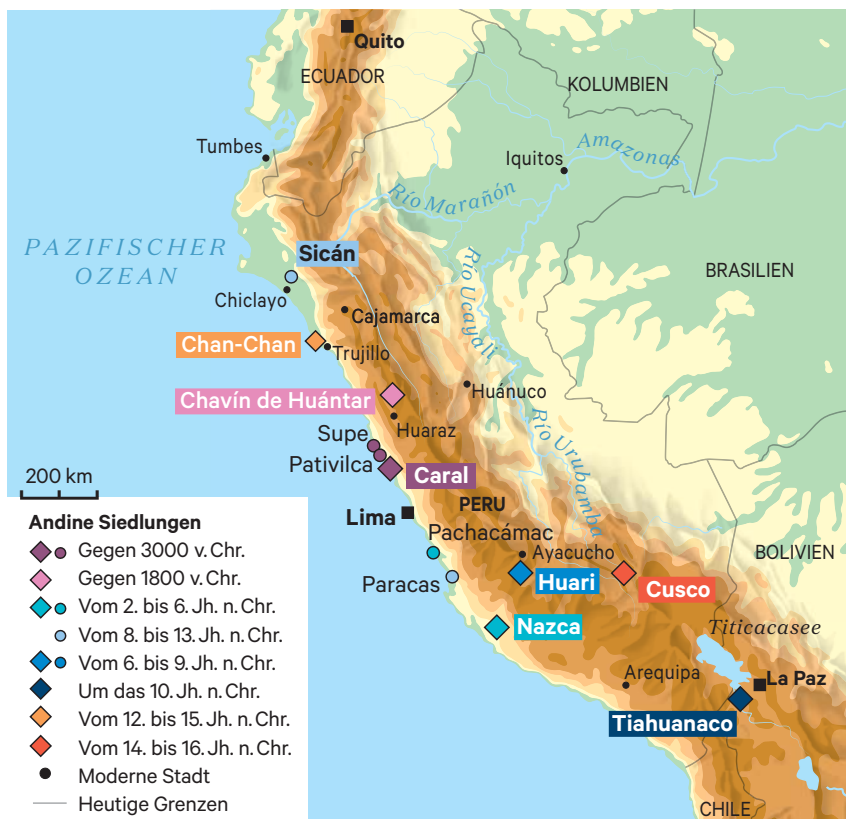 Quito
ECUADOR
KOLUMBIEN
Tumbes
Iquitos
Amazonas
Río Marañón
PAZIFISCHER
OZEAN
Sicán
Río Ucayali
BRASILIEN
Chiclayo
Cajamarca
Chan-Chan
Trujillo
Chavín de Huántar
Huánuco
Huaraz
Supe
Pativilca
Caral
Río Urubamba
200 km
PERU
Lima
Pachacámac
Ayacucho
BOLIVIEN
Paracas
Huari
Cusco
Nazca
Titicacasee
Arequipa
La Paz
Tiahuanaco
CHILE
Andine Siedlungen
Gegen 3000 v. Chr.
Gegen 1800 v. Chr.
Vom 2. bis 6. Jh. n. Chr.
Vom 8. bis 13. Jh. n. Chr.
Vom 6. bis 9. Jh. n. Chr.
Um das 10. Jh. n. Chr.
Vom 12. bis 15. Jh. n. Chr.
Vom 14. bis 16. Jh. n. Chr.
Moderne Stadt
Heutige Grenzen